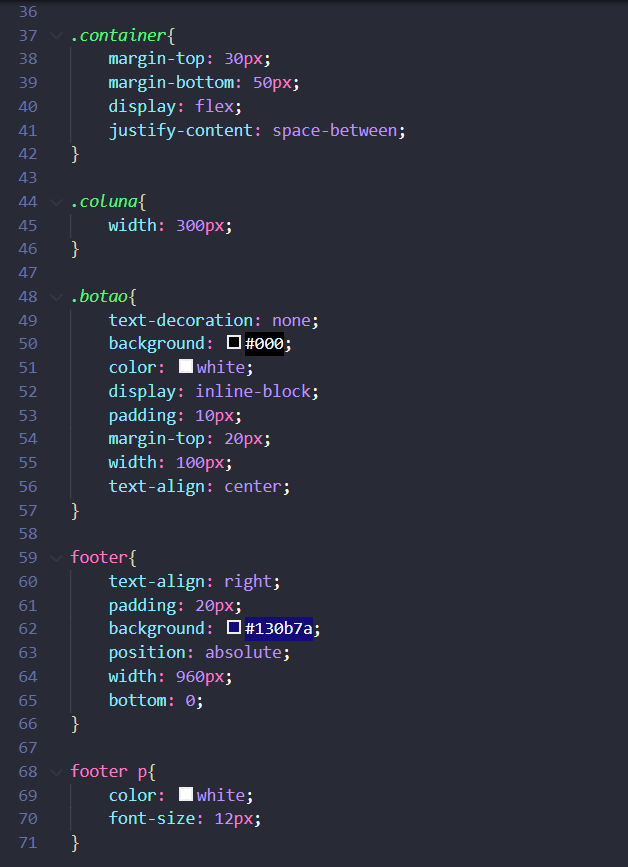 36
37 .container{
38 margin-top: 30px;
39 margin-bottom: 50px;
40 display: flex;
41 justify-content: space-between;
42 }
43
44 .coluna{
45 width: 300px;
46 }
47
48 .botao{
49 text-decoration: none;
50 background: #000;
51 color: white;
52 display: inline-block;
53 padding: 10px;
54 margin-top: 20px;
55 width: 100px;
56 text-align: center;
57 }
58
59 footer{
60 text-align: right;
61 padding: 20px;
62 background: #130b7a;
63 position: absolute;
64 width: 960px;
65 bottom: 0;
66 }
67
68 footer p{
69 color: white;
70 font-size: 12px;
71 }